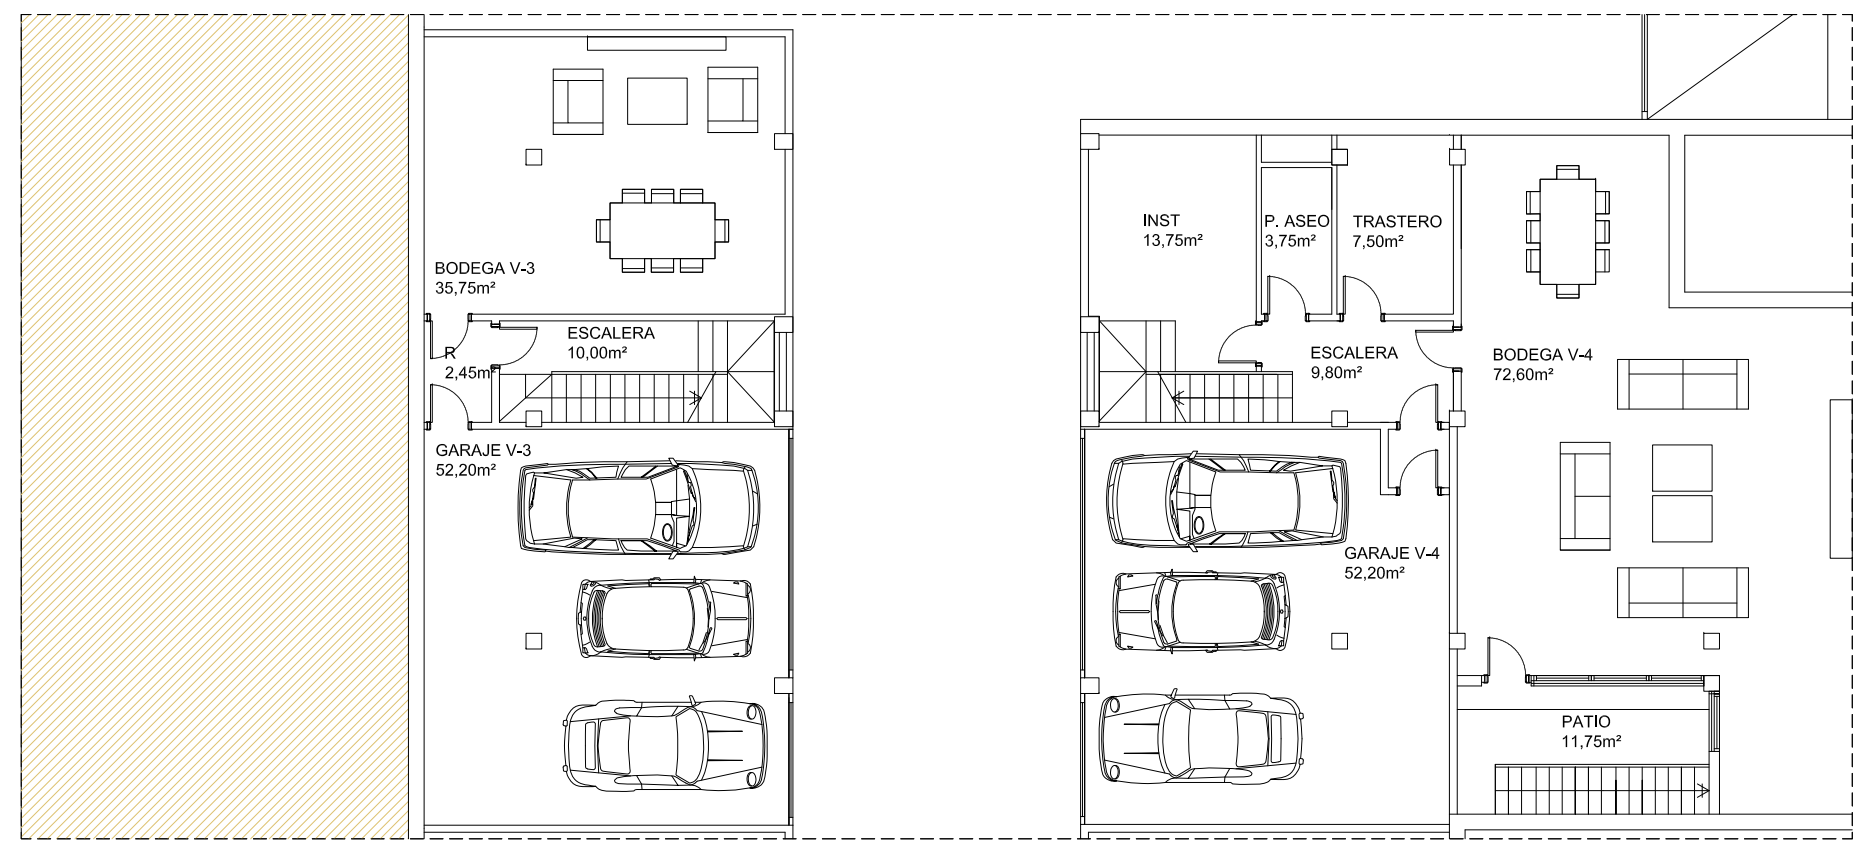 BODEGA V-3
35,75m²
ESCALERA
10,00m²
R
2,45m²
GARAJE V-3
52,20m²
INST
13,75m²
P. ASEO
3,75m²
TRASTERO
7,50m²
ESCALERA
9,80m²
BODEGA V-4
72,60m²
GARAJE V-4
52,20m²
PATIO
11,75m²